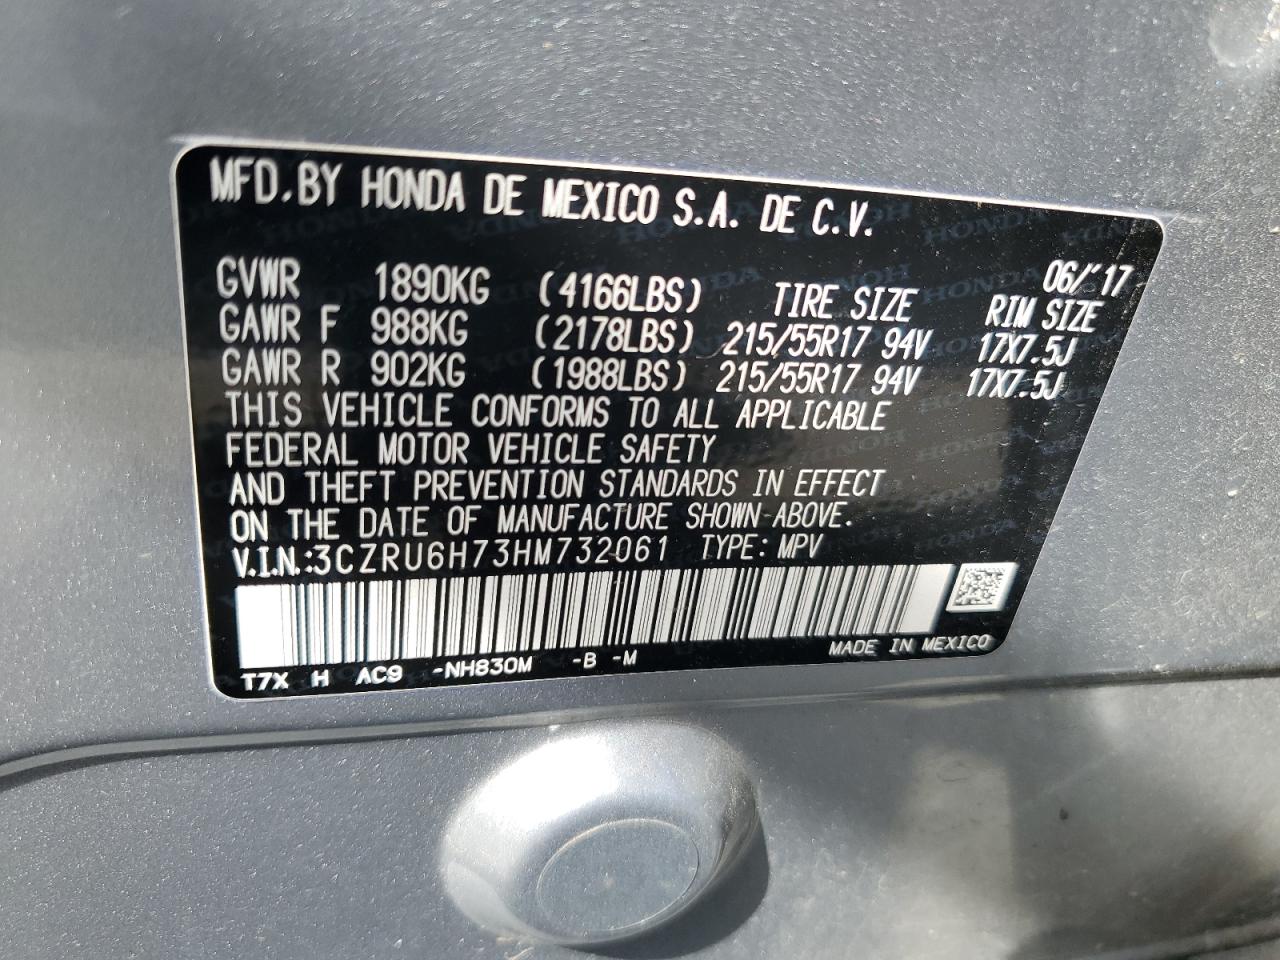 MFD.BY HONDA DE MEXICO S.A. DE C.V.
06/'17
GVWR 1890KG (4166LBS) TIRE SIZE RIM SIZE
GAWR F 988KG (2178LBS) 215/55R17 94V 17X7.5J
GAWR R 902KG (1988LBS) 215/55R17 94V 17X7.5J
THIS VEHICLE CONFORMS TO ALL APPLICABLE
FEDERAL MOTOR VEHICLE SAFETY
AND THEFT PREVENTION STANDARDS IN EFFECT
ON THE DATE OF MANUFACTURE SHOWN ABOVE.
V.I.N.:3CZRU6H73HM732061 TYPE: MPV
MADE IN MEXICO
T7X H AC9 -NH830M -B -M